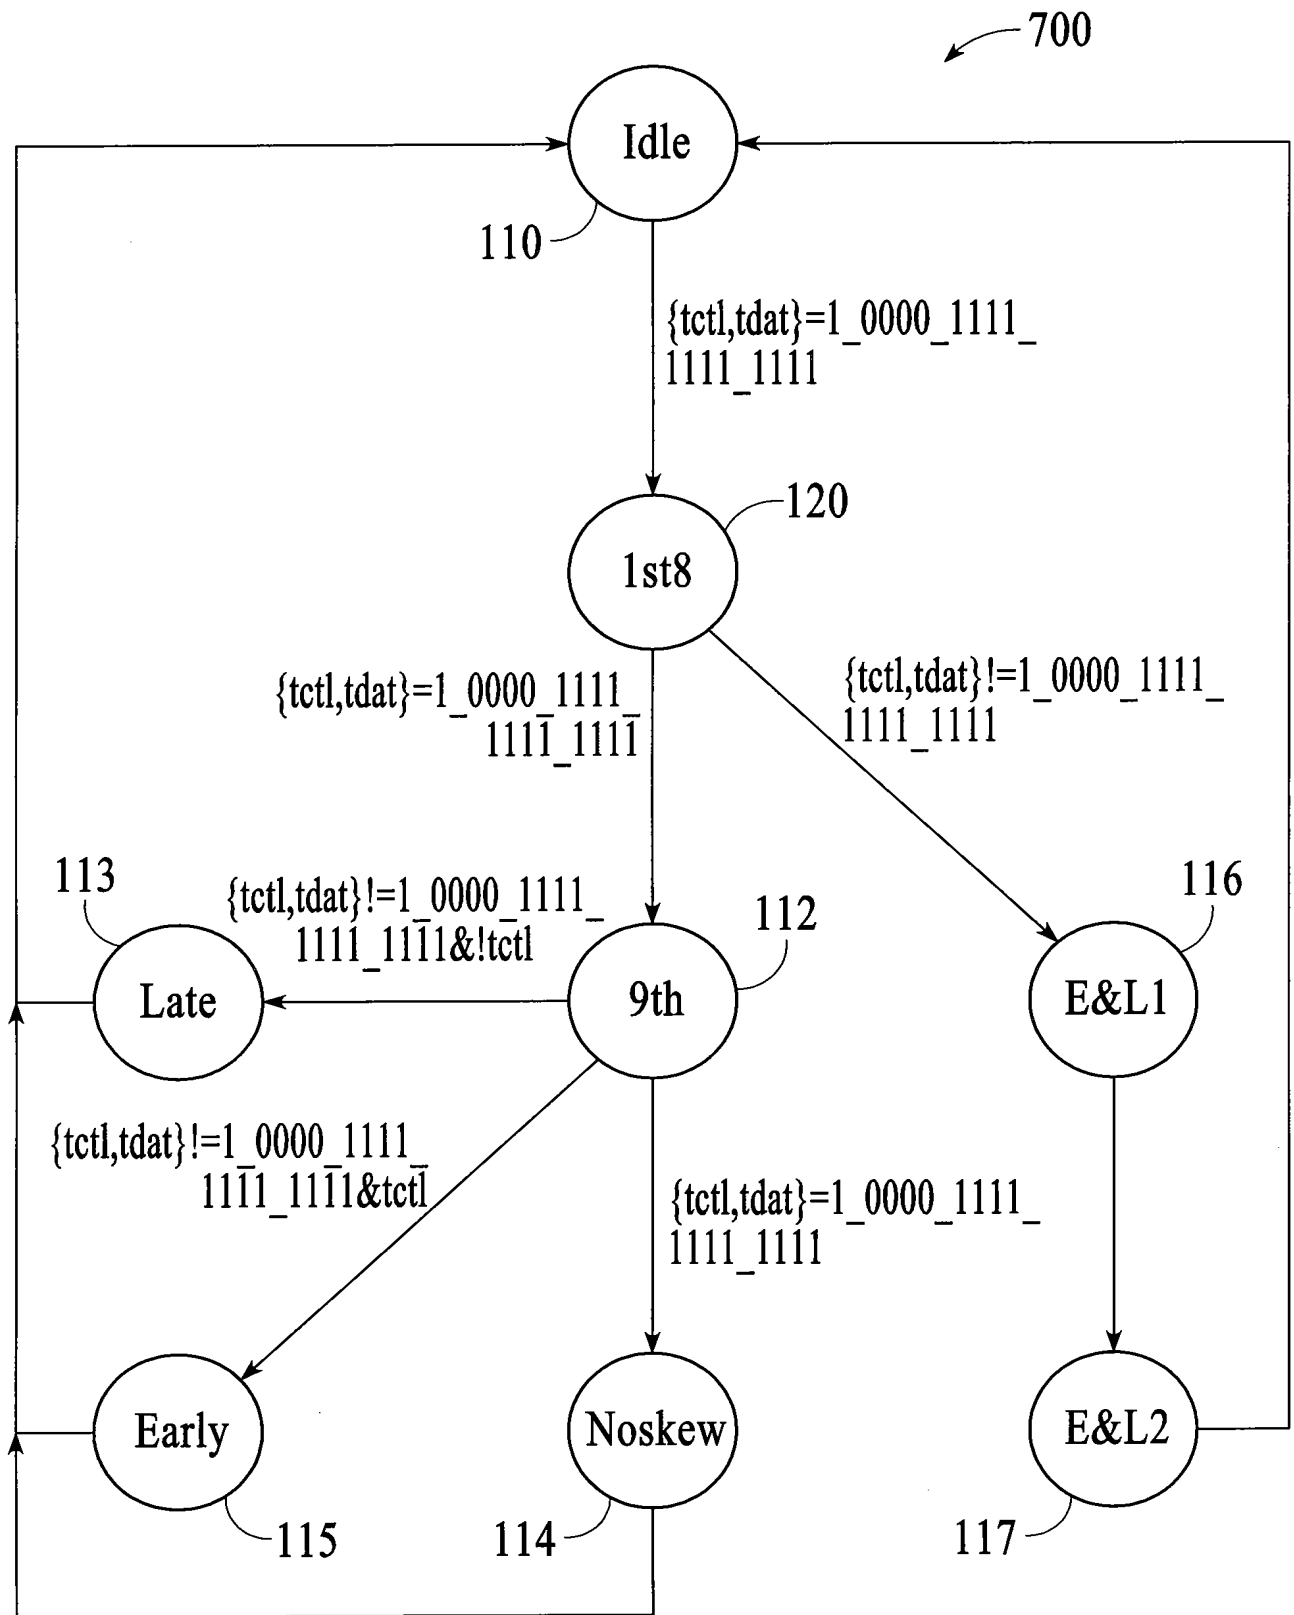 700
Idle
110
{tctl,tdat}=1_0000_1111_
1111_1111
120
1st8
{tctl,tdat}=1_0000_1111_
1111_1111
{tctl,tdat}!=1_0000_1111_
1111_1111
113
{tctl,tdat}!=1_0000_1111_
1111_1111&!tctl
112
116
Late
9th
E&L1
{tctl,tdat}!=1_0000_1111_
1111_1111&tctl
{tctl,tdat}=1_0000_1111_
1111_1111
Early
Noskew
E&L2
115
114
117